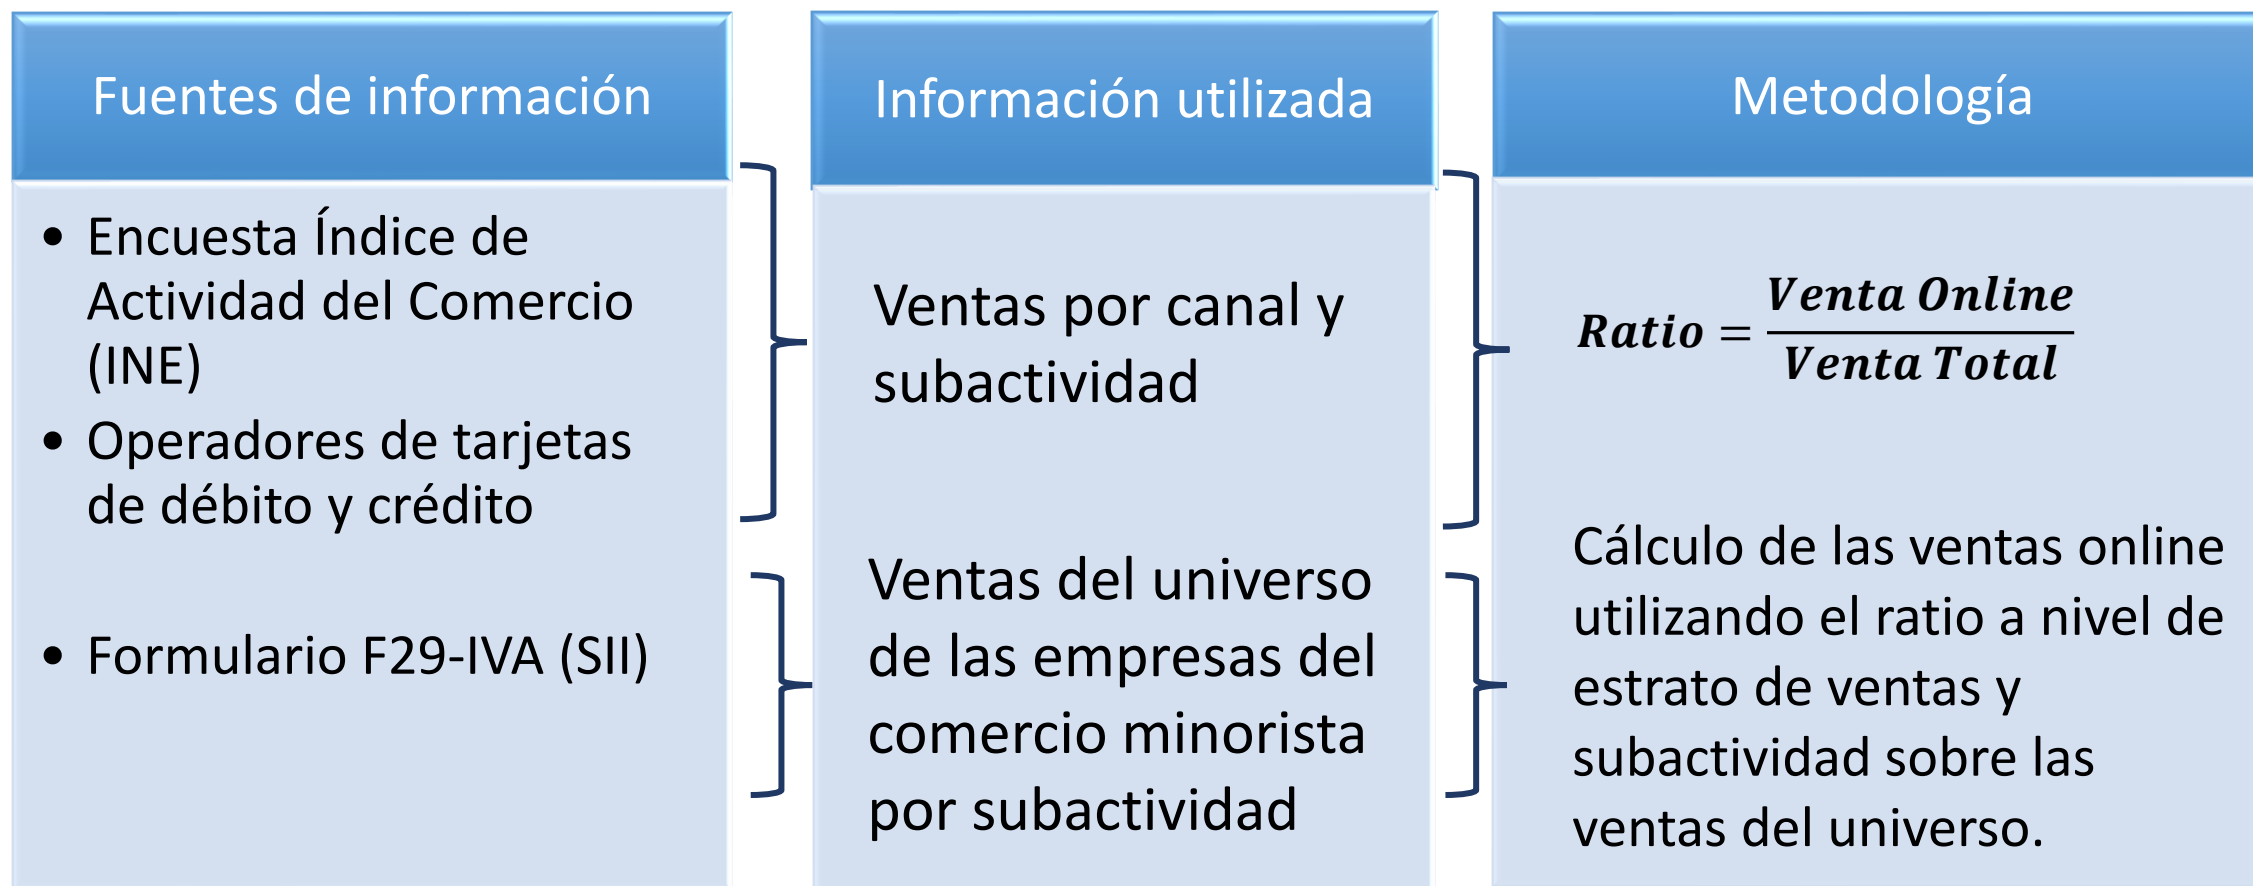 Fuentes de información
• Encuesta Índice de
Actividad del Comercio
(INE)
• Operadores de tarjetas
de débito y crédito
• Formulario F29-IVA (SII)
Información utilizada
Ventas por canal y
subactividad
Ventas del universo
de las empresas del
comercio minorista
por subactividad
Metodología
Ratio = Venta Online / Venta Total
Cálculo de las ventas online
utilizando el ratio a nivel de
estrato de ventas y
subactividad sobre las
ventas del universo.